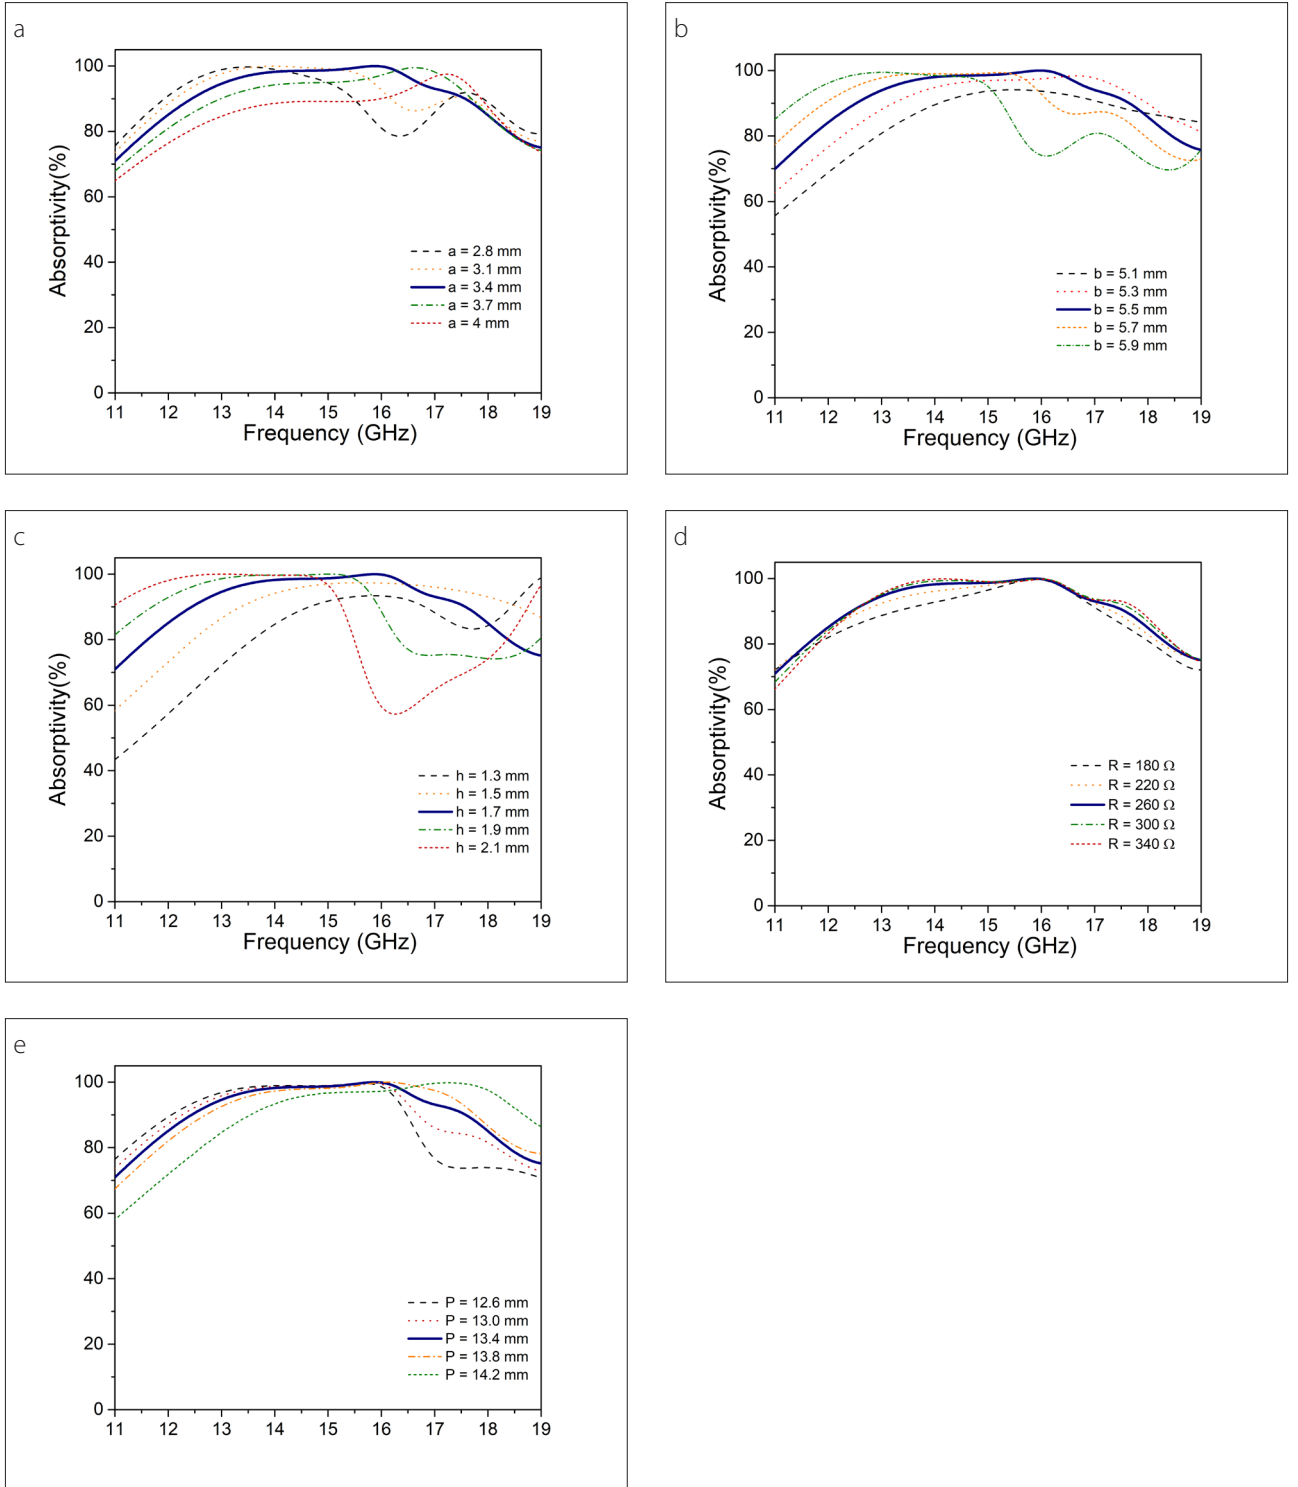 a
100
80
60
40
20
0
Absorptivity(%)
a = 2.8 mm
a = 3.1 mm
a = 3.4 mm
a = 3.7 mm
a = 4 mm
11 12 13 14 15 16 17 18 19
Frequency (GHz)
b
100
80
60
40
20
0
Absorptivity(%)
b = 5.1 mm
b = 5.3 mm
b = 5.5 mm
b = 5.7 mm
b = 5.9 mm
11 12 13 14 15 16 17 18 19
Frequency (GHz)
c
100
80
60
40
20
0
Absorptivity(%)
h = 1.3 mm
h = 1.5 mm
h = 1.7 mm
h = 1.9 mm
h = 2.1 mm
11 12 13 14 15 16 17 18 19
Frequency (GHz)
d
100
80
60
40
20
0
Absorptivity(%)
R = 180 Ω
R = 220 Ω
R = 260 Ω
R = 300 Ω
R = 340 Ω
11 12 13 14 15 16 17 18 19
Frequency (GHz)
e
100
80
60
40
20
0
P = 12.6 mm
P = 13.0 mm
P = 13.4 mm
P = 13.8 mm
P = 14.2 mm
11 12 13 14 15 16 17 18 19